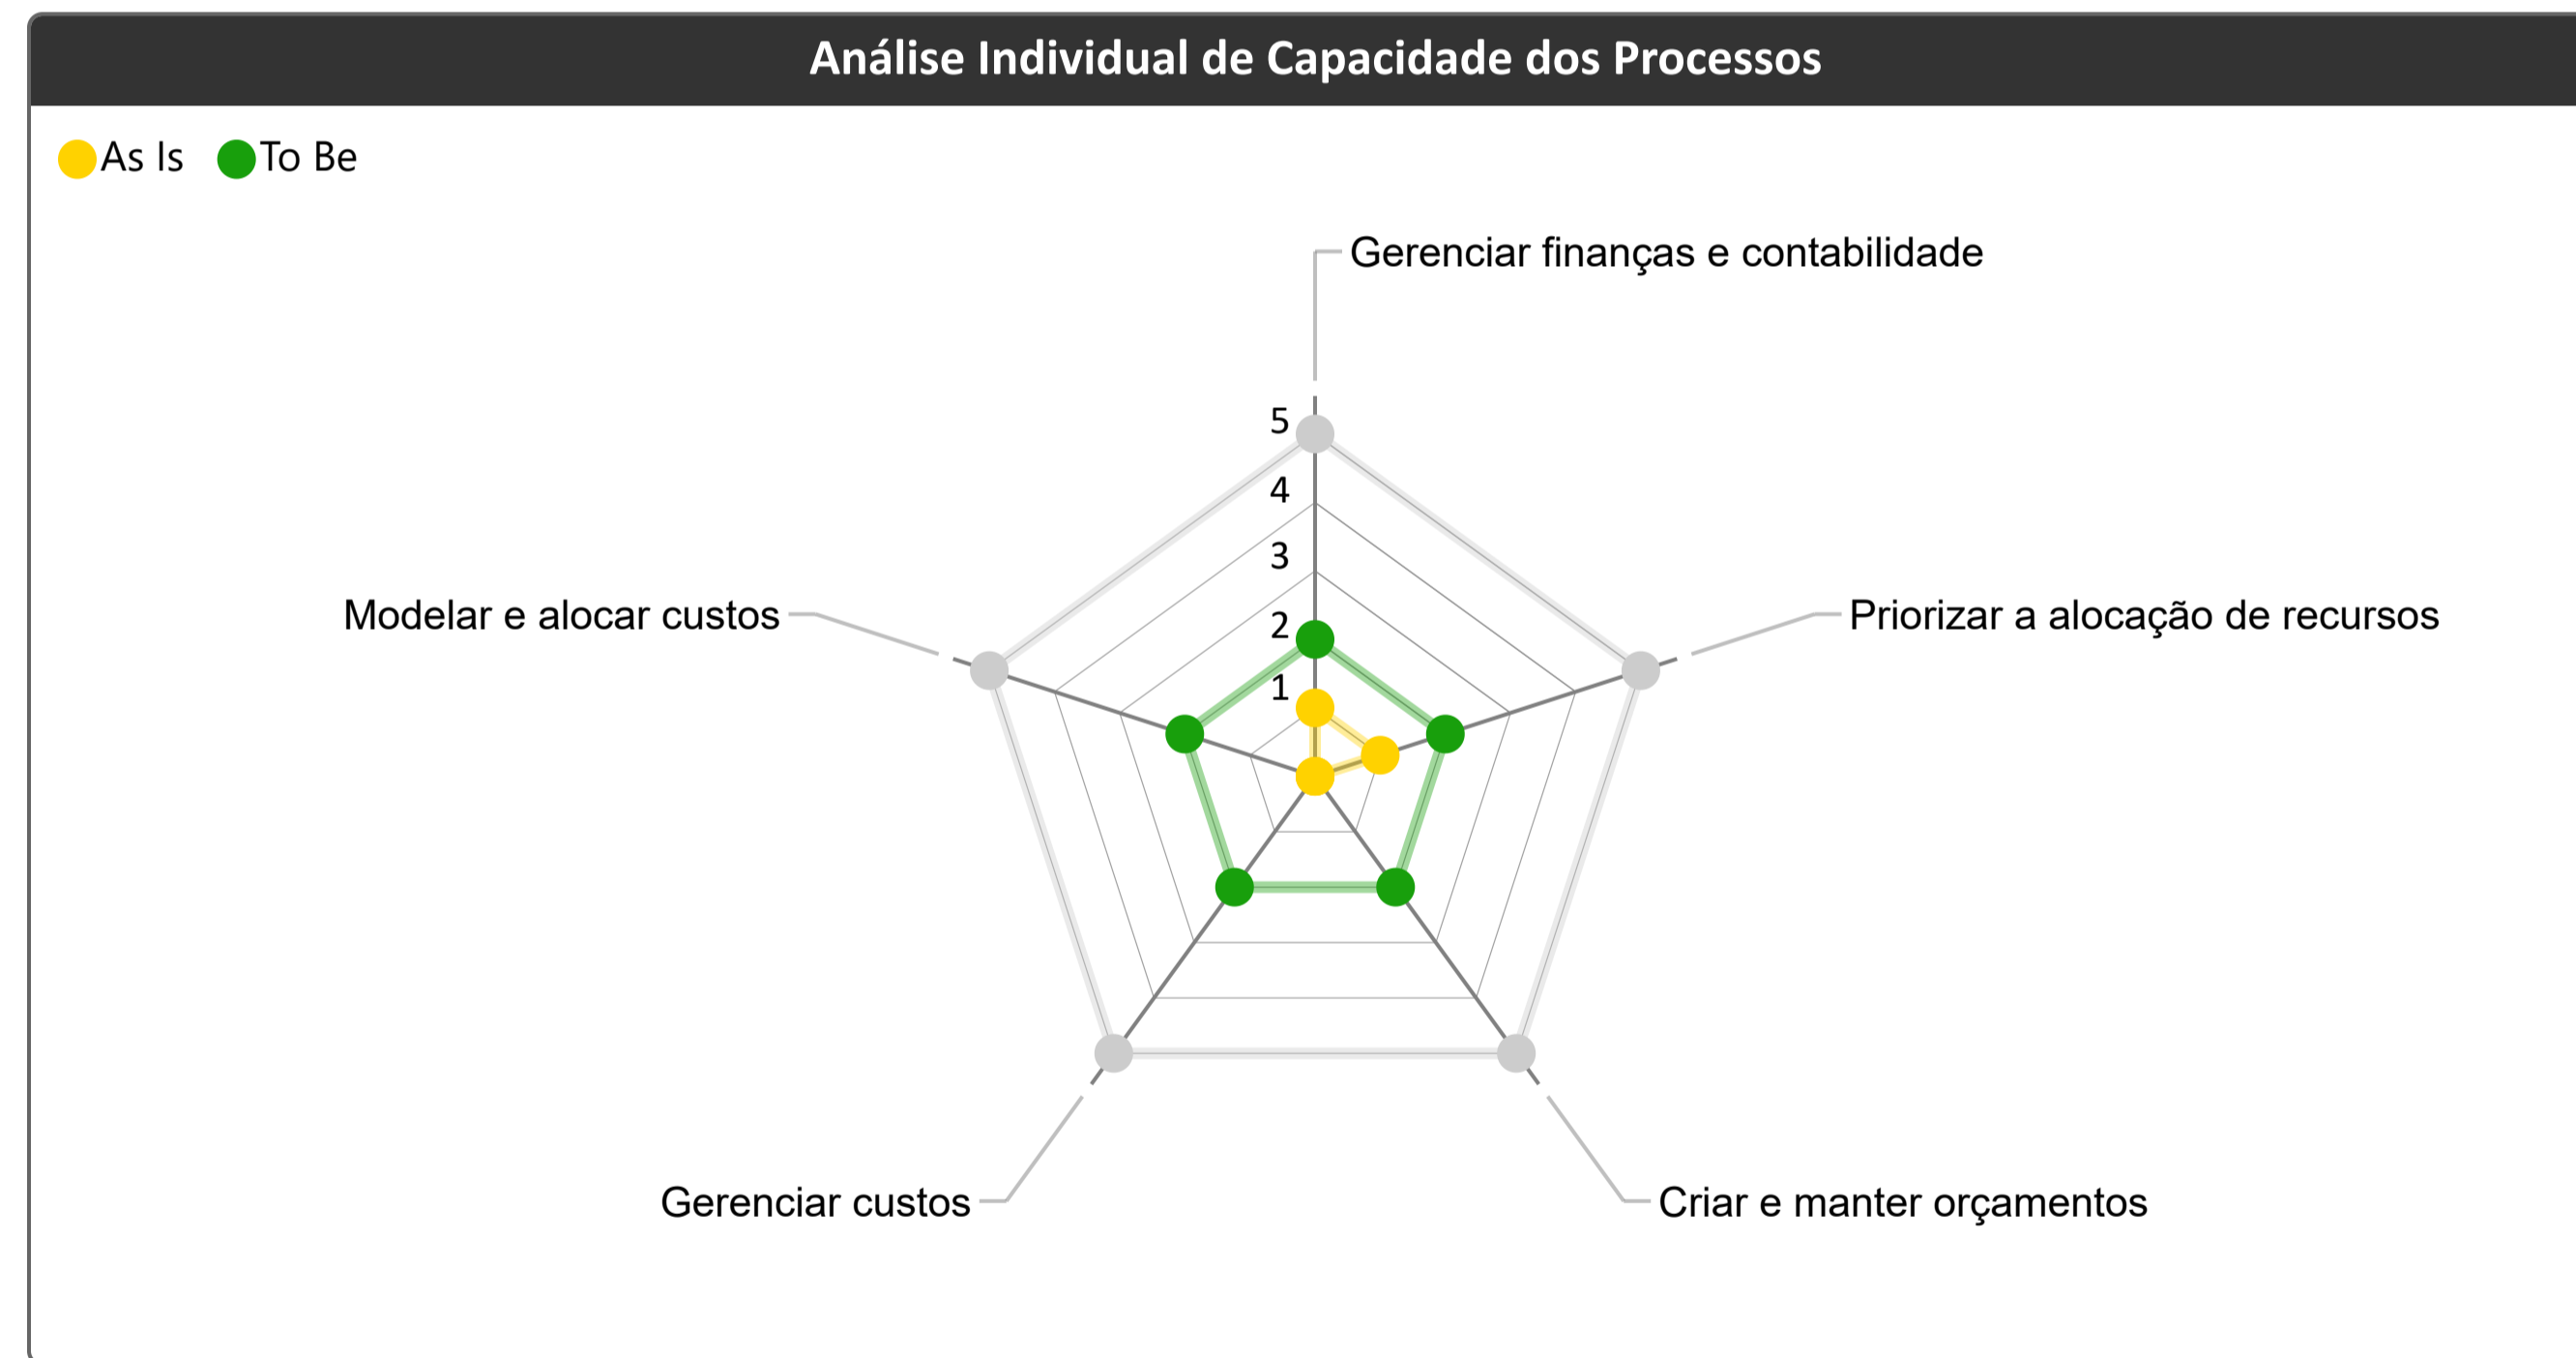 Análise Individual de Capacidade dos Processos
As Is To Be
Gerenciar finanças e contabilidade
5
4
3
2
1
Modelar e alocar custos
Priorizar a alocação de recursos
Gerenciar custos
Criar e manter orçamentos